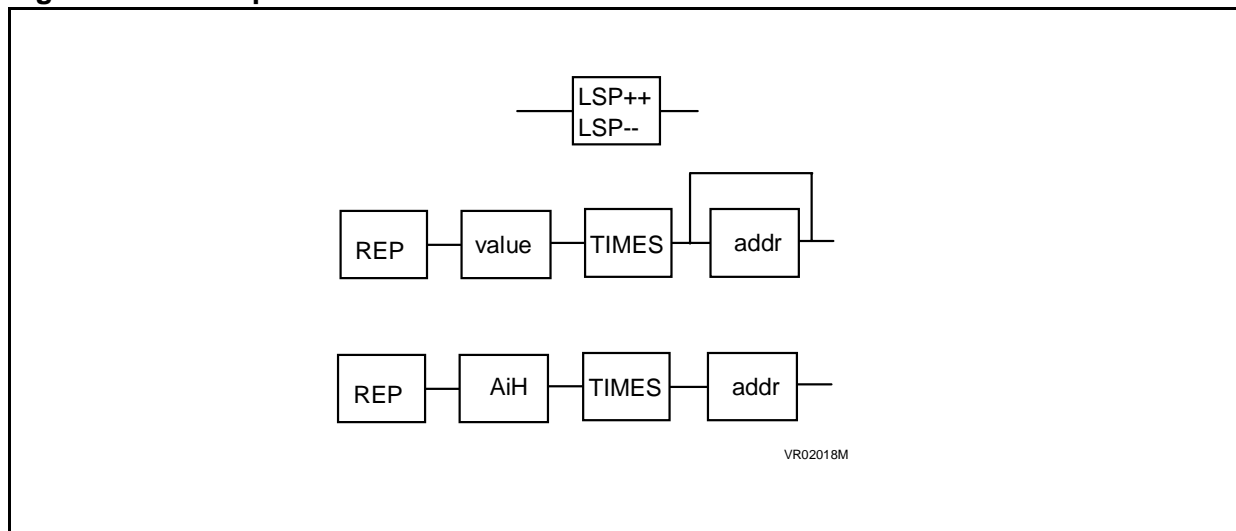 LSP++
LSP--
REP value TIMES addr
REP AiH TIMES addr
VR02018M